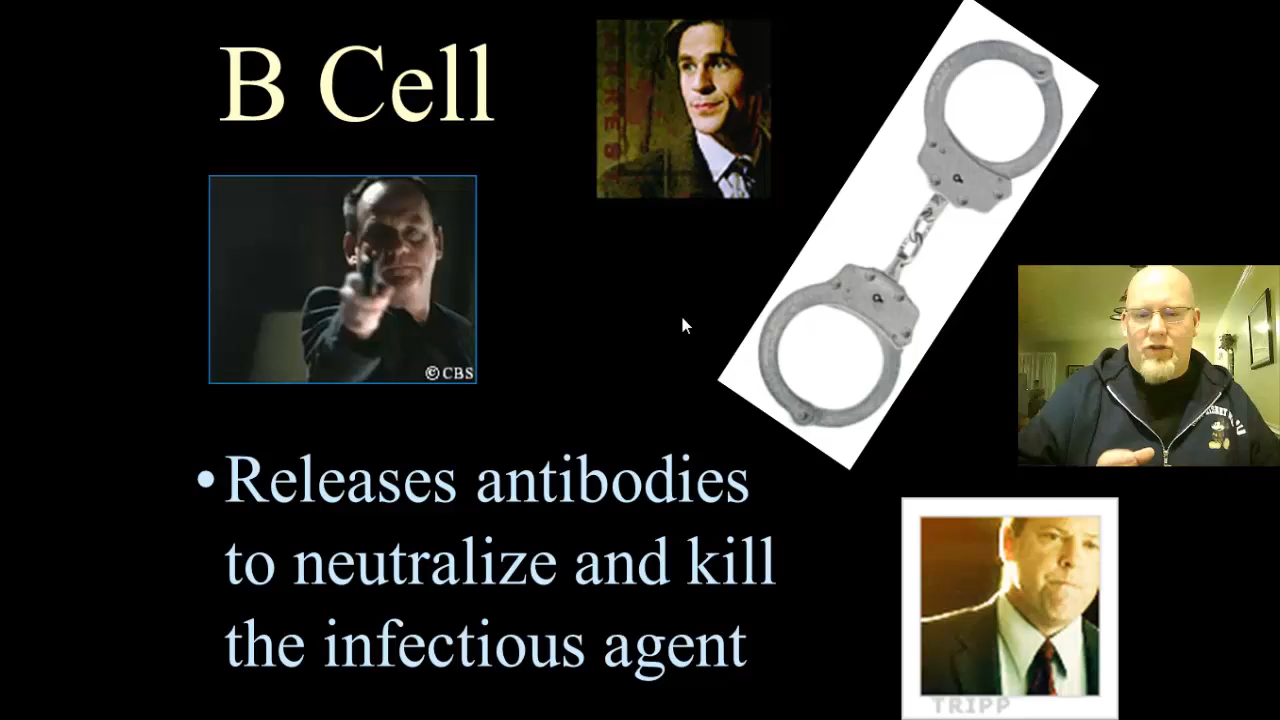 B Cell
©CBS
•Releases antibodies
to neutralize and kill
the infectious agent
TRIPP